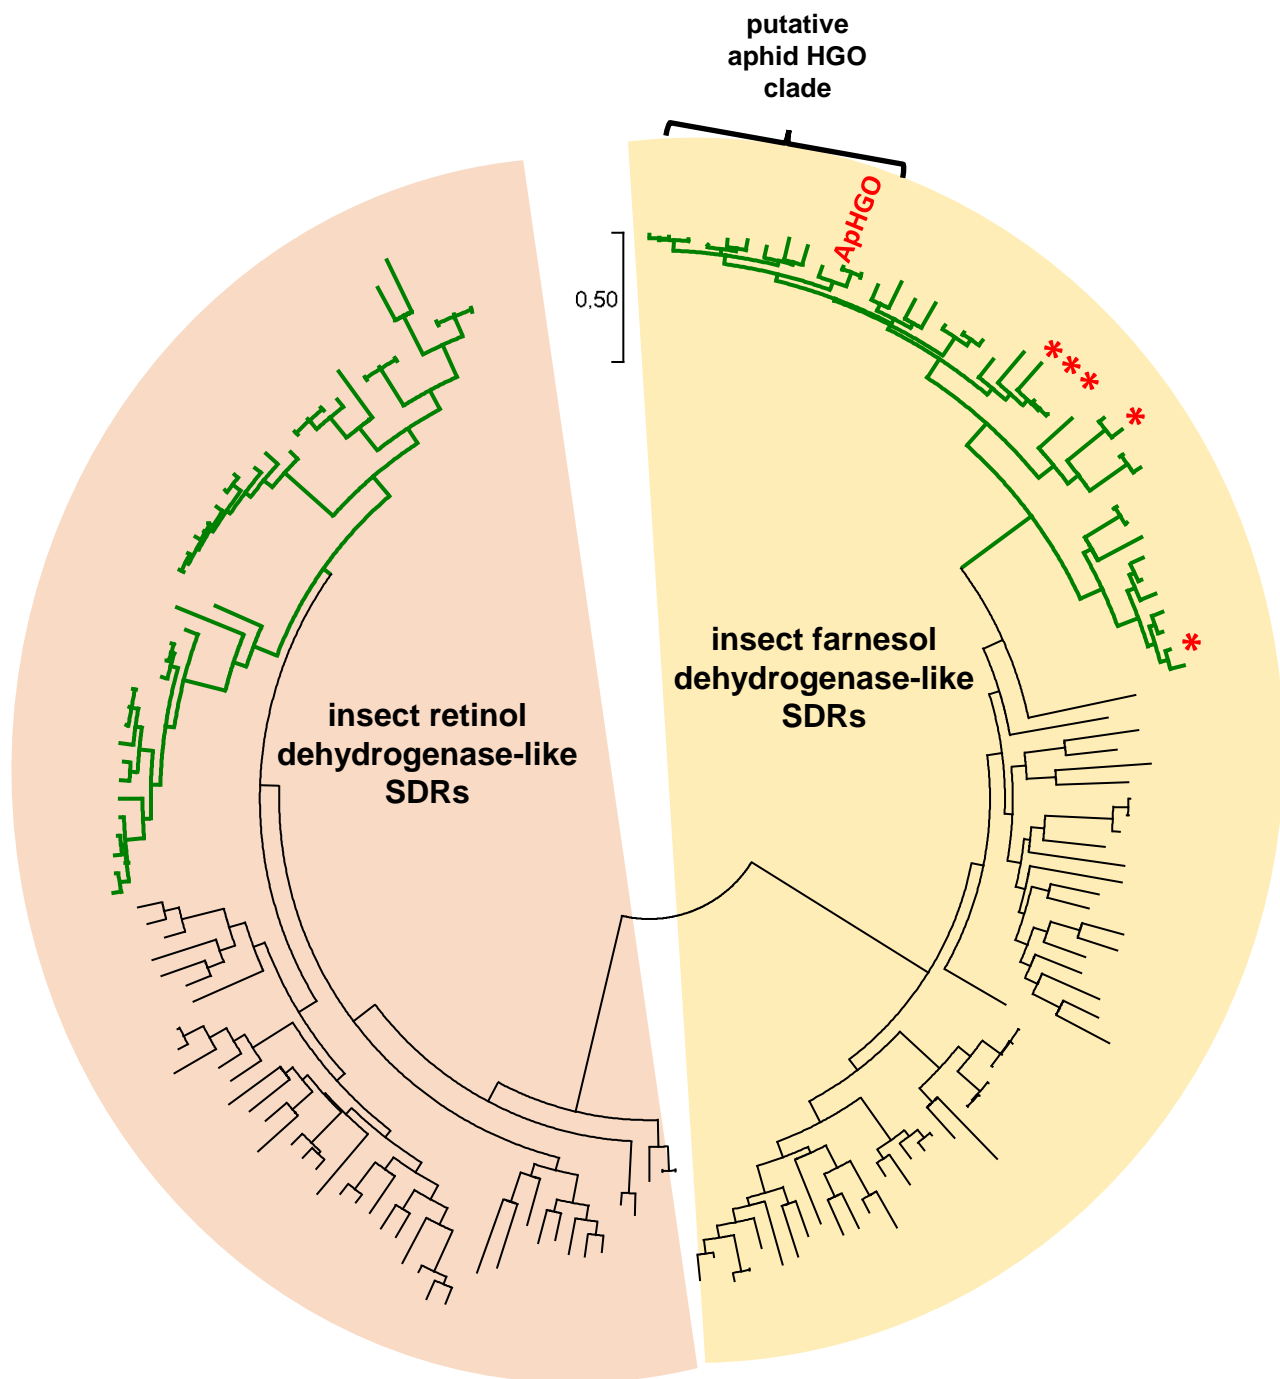 putative
aphid HGO
clade
ApHGO
0,50
*
*
*
*
*
insect farnesol
dehydrogenase-like
SDRs
insect retinol
dehydrogenase-like
SDRs